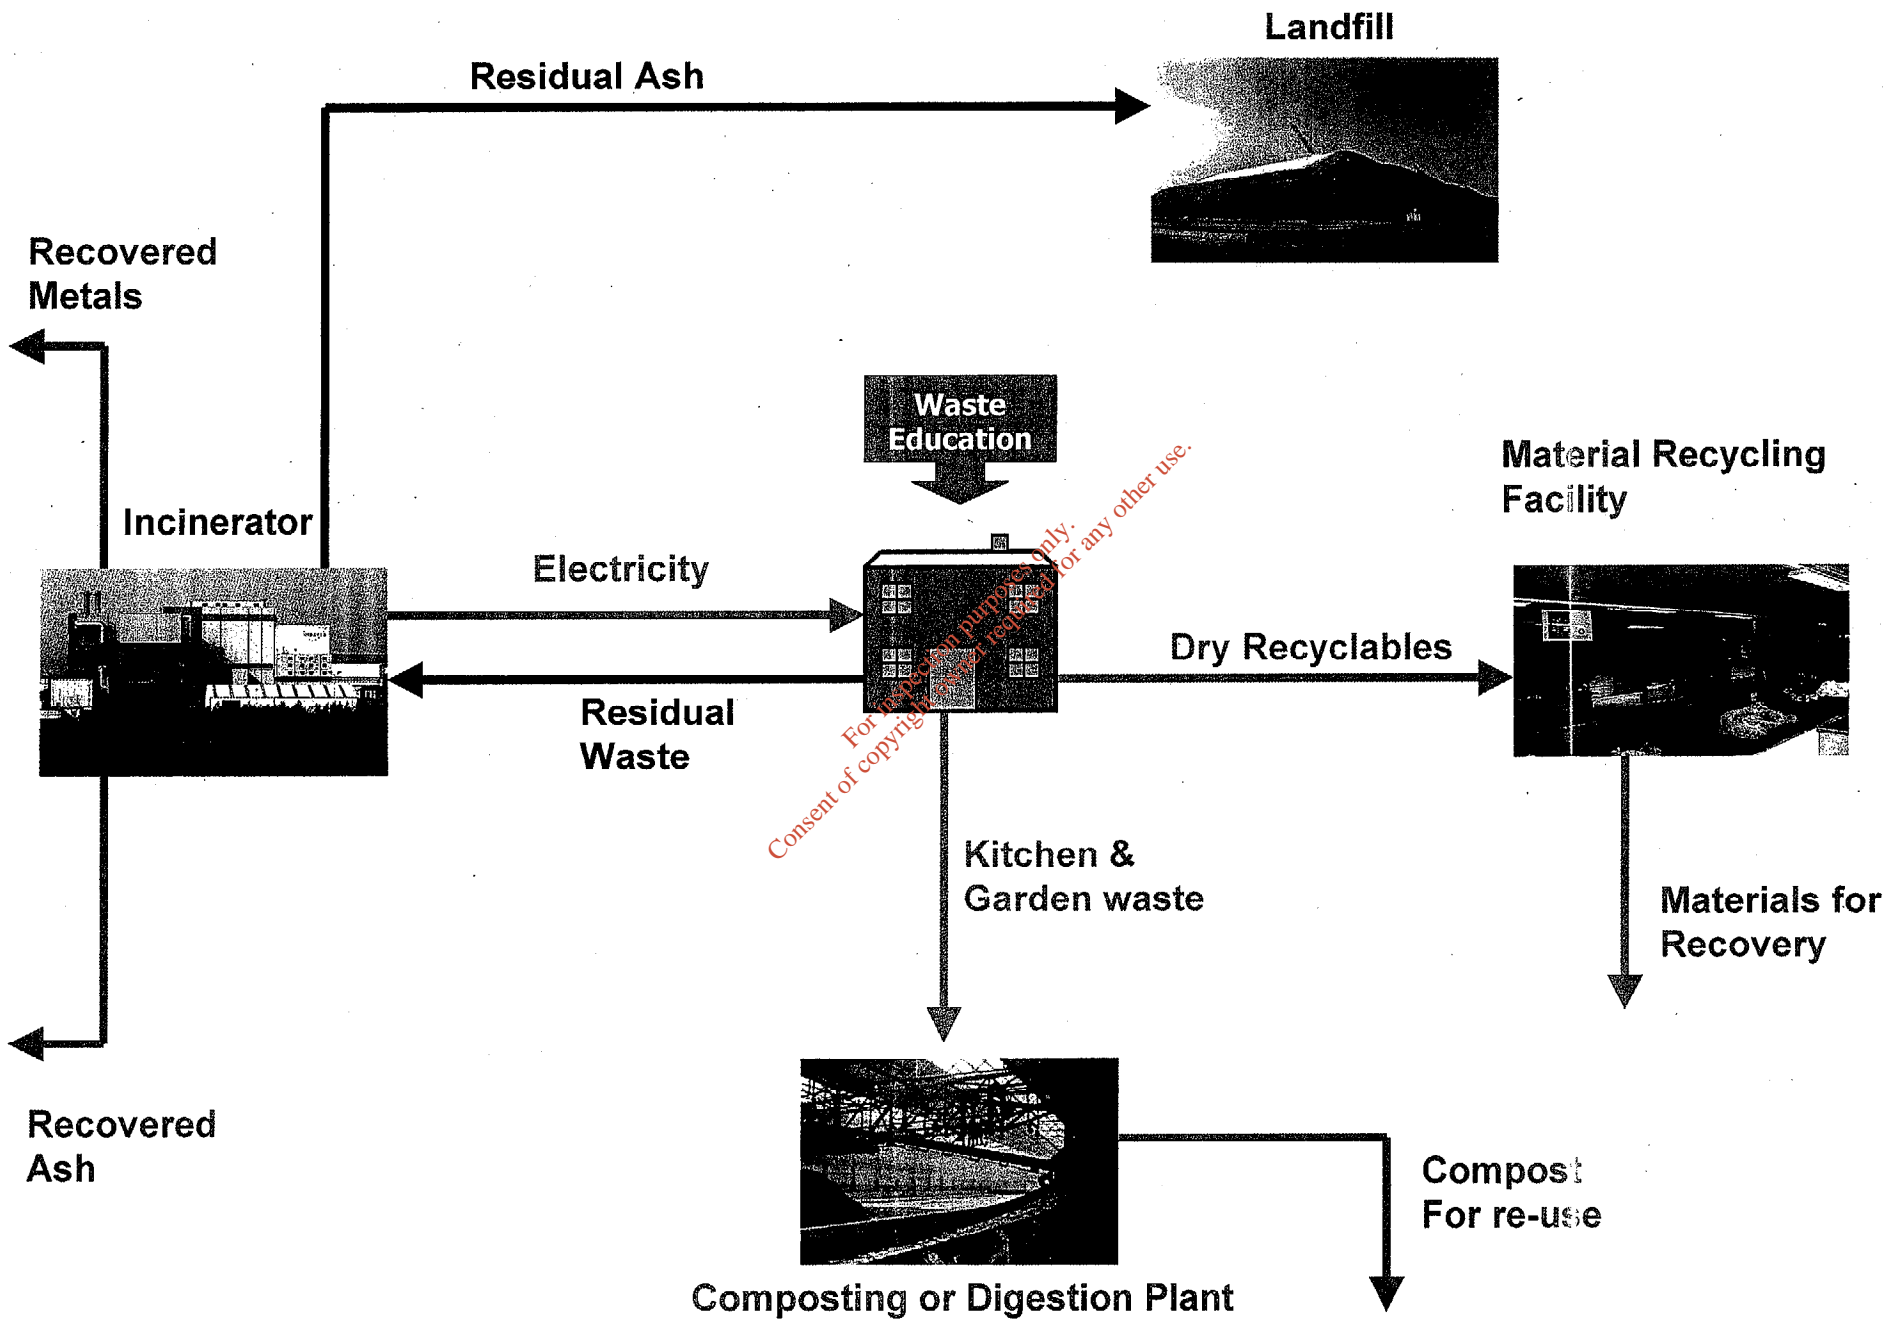 Landfill
Residual Ash
Recovered
Metals
Waste
Education
Material Recycling
Facility
Incinerator
Electricity
Dry Recyclables
Residual
Waste
For inspection purposes only.
Consent of copyright owner required for any other use.
Kitchen &
Garden waste
Materials for
Recovery
Recovered
Ash
Compost
For re-use
Composting or Digestion Plant